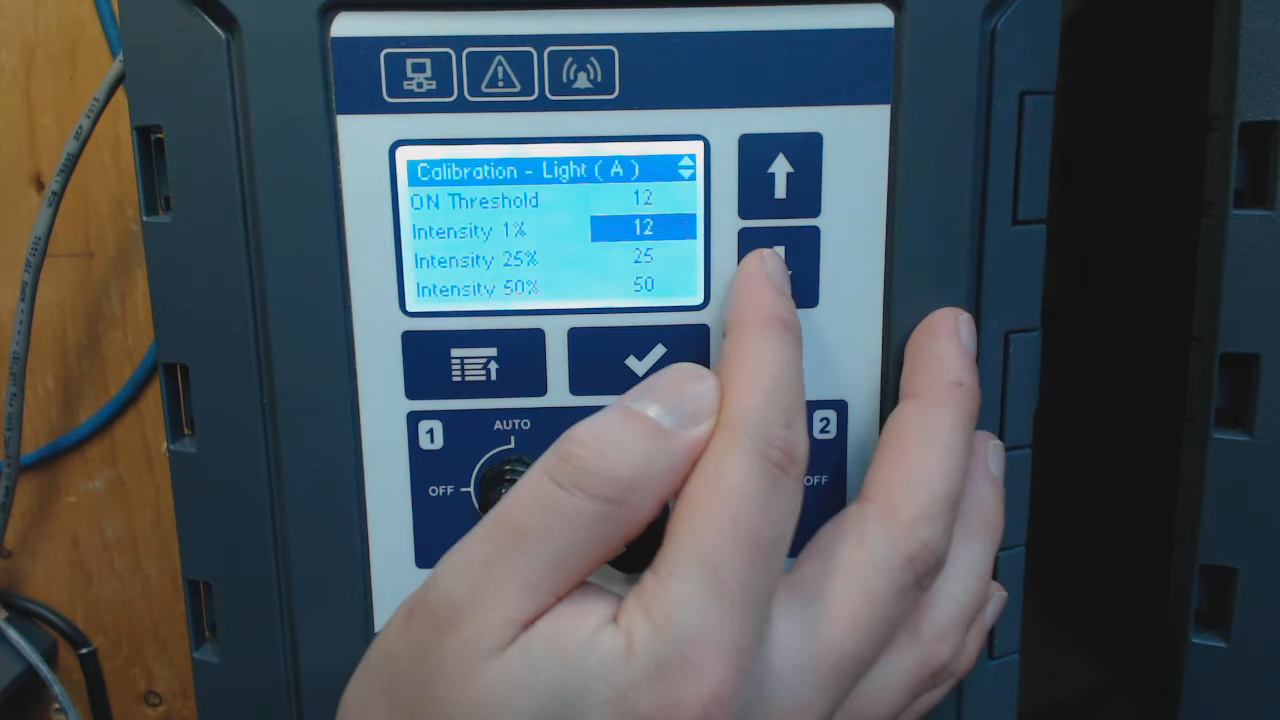 Calibration - Light ( A )
ON Threshold 12
Intensity 1% 12
Intensity 25% 25
Intensity 50% 50
1
AUTO
OFF
2
OFF